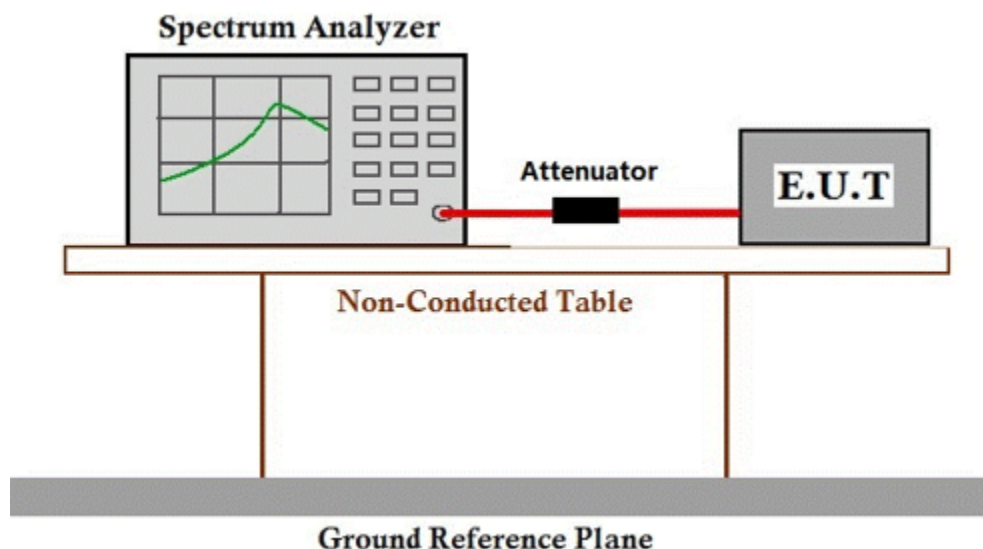 Spectrum Analyzer
Attenuator
E.U.T
Non-Conducted Table
Ground Reference Plane